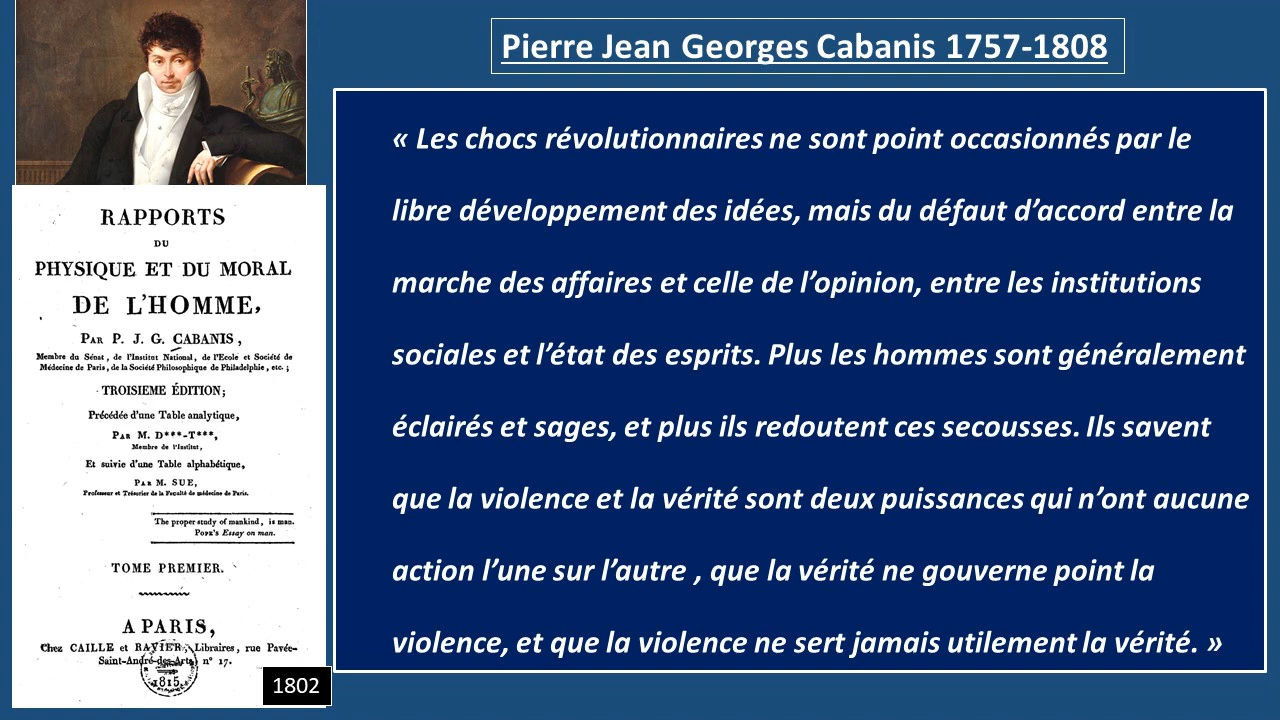 Pierre Jean Georges Cabanis 1757-1808
« Les chocs révolutionnaires ne sont point occasionnés par le
libre développement des idées, mais du défaut d’accord entre la
marche des affaires et celle de l’opinion, entre les institutions
sociales et l’état des esprits. Plus les hommes sont généralement
éclairés et sages, et plus ils redoutent ces secousses. Ils savent
que la violence et la vérité sont deux puissances qui n’ont aucune
action l’une sur l’autre , que la vérité ne gouverne point la
violence, et que la violence ne sert jamais utilement la vérité. »
RAPPORTS
DU
PHYSIQUE ET DU MORAL
DE L'HOMME,
PAR P. J. G. CABANIS,
Membre du Sénat, de l'Institut National, de l'Ecole et Société de
Médecine de Paris, de la Société Philosophique de Philadelphie, etc.;
TROISIEME ÉDITION;
Précédée d'une Table analytique,
PAR M. D***-T***,
Membre de l'Institut,
Et suivie d'une Table alphabétique,
PAR M. SUE,
Professeur et Trésorier de la Faculté de médecine de Paris.
The proper study of mankind, is man.
POPE's Essay on man.
TOME PREMIER.
A PARIS,
Chez CAILLE et RAVIER, Libraires, rue Pavée-
Saint-André-des-Arts, n° 17.
1815.
1802